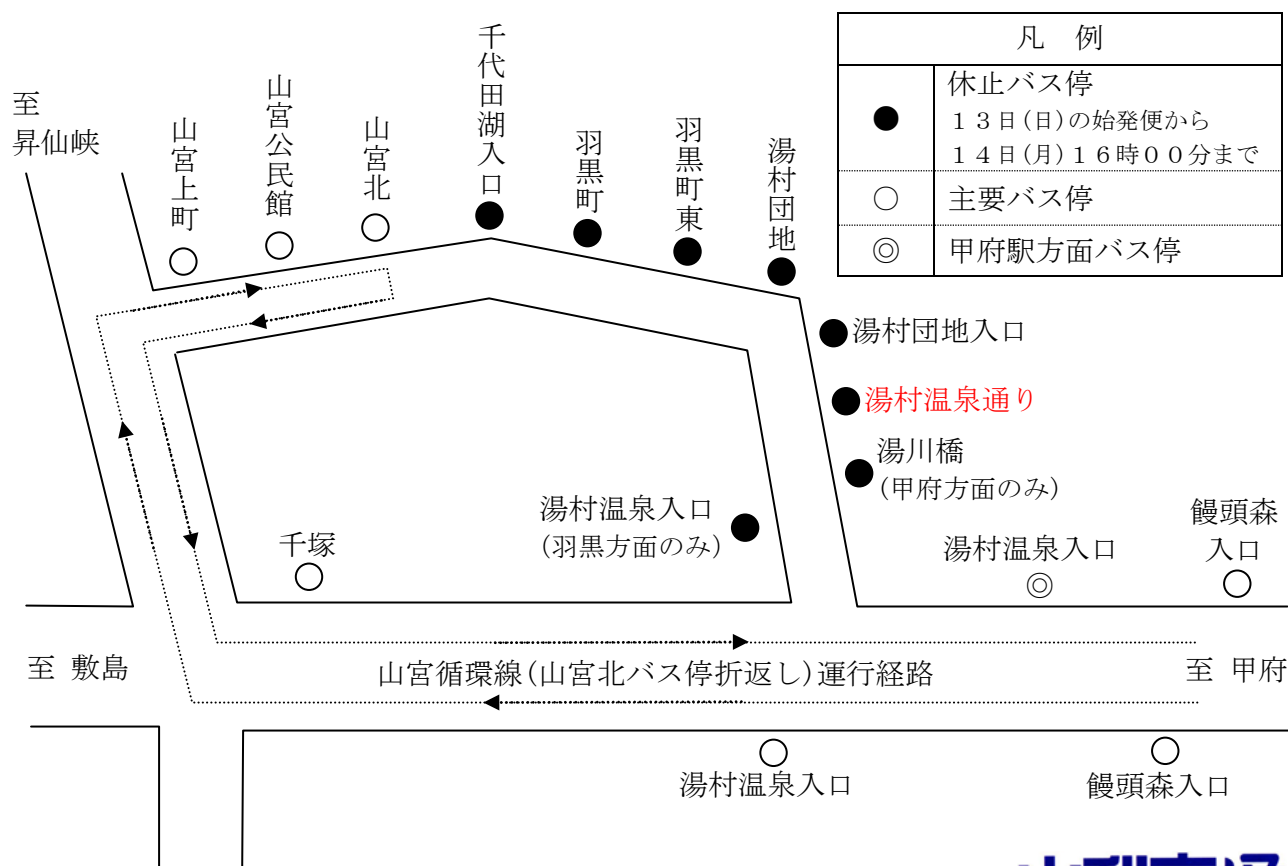 凡　例
休止バス停
１３日(日)の始発便から
１４日(月)１６時００分まで
主要バス停
甲府駅方面バス停
至
昇仙峡
山宮上町
山宮公民館
山宮北
千代田湖入口
羽黒町
羽黒町東
湯村団地
湯村団地入口
湯村温泉通り
湯川橋
(甲府方面のみ)
湯村温泉入口
(羽黒方面のみ)
千塚
湯村温泉入口
饅頭森
入口
至 敷島
山宮循環線(山宮北バス停折返し)運行経路
至 甲府
湯村温泉入口
饅頭森入口